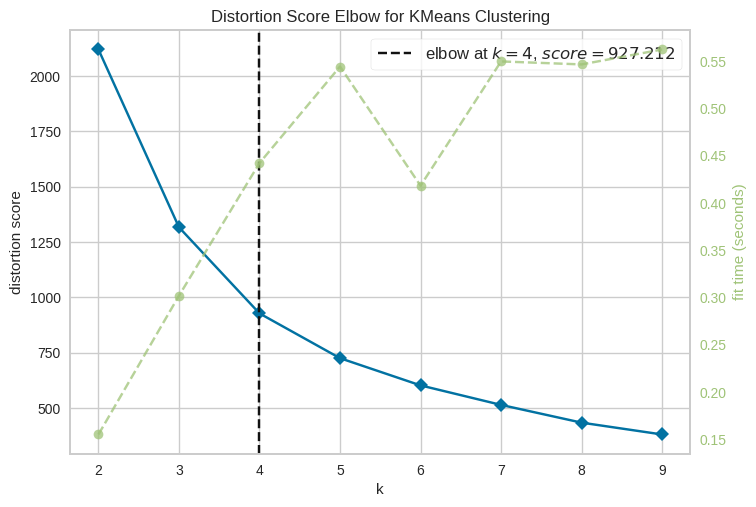 Distortion Score Elbow for KMeans Clustering
elbow at k = 4, score = 927.212
distortion score
2000
1750
1500
1250
1000
750
500
0.55
0.50
0.45
0.40
0.35
0.30
0.25
0.20
0.15
fit time (seconds)
2 3 4 5 6 7 8 9
k